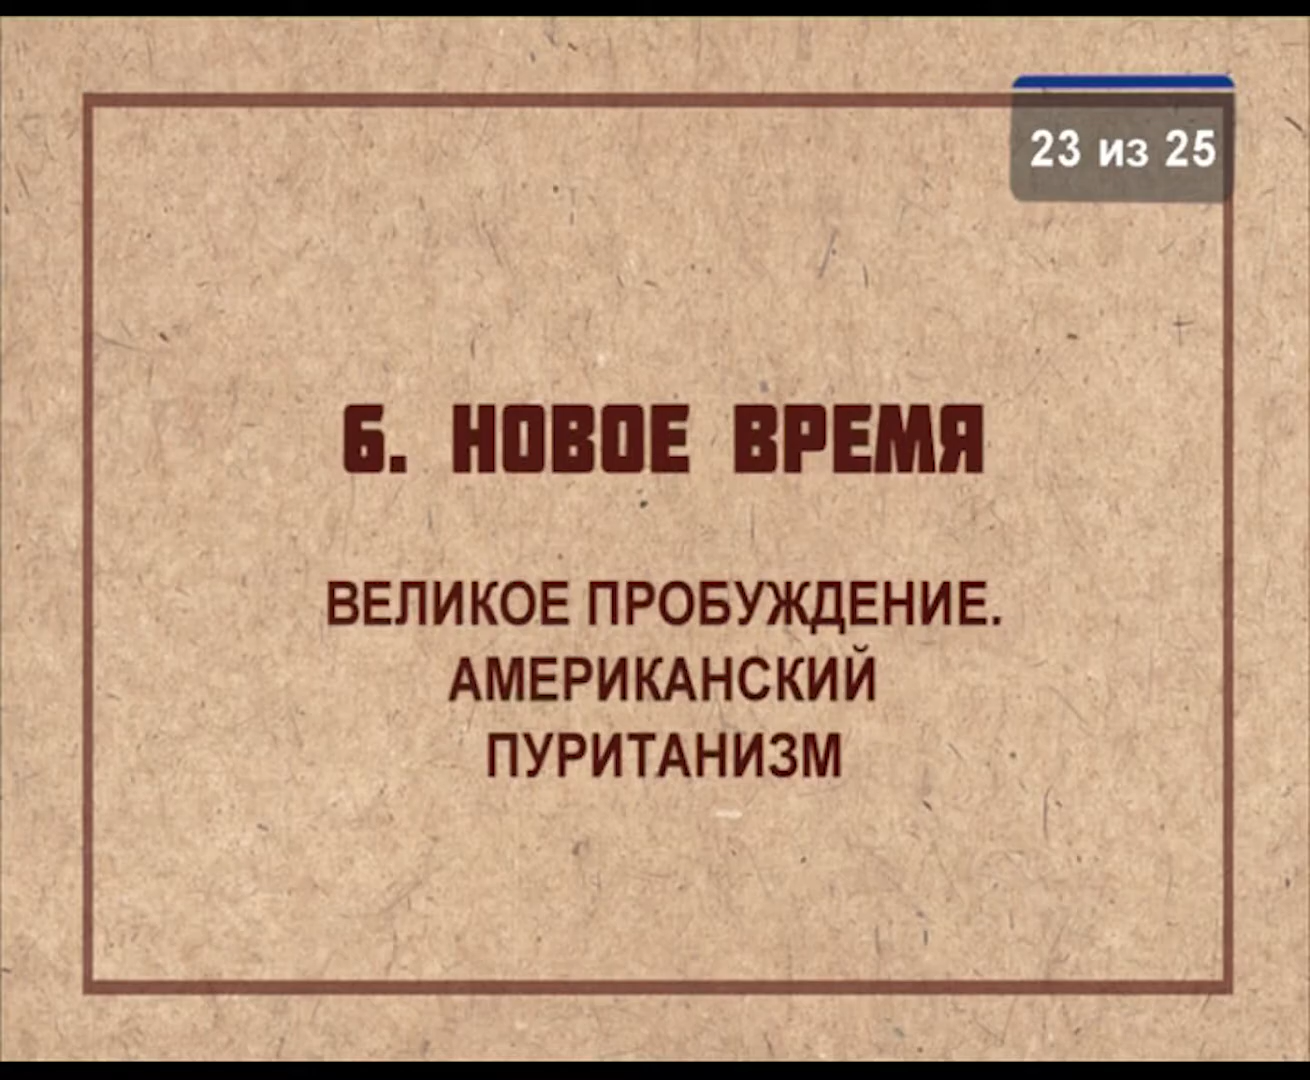 23 из 25
6. НОВОЕ ВРЕМЯ
ВЕЛИКОЕ ПРОБУЖДЕНИЕ.
АМЕРИКАНСКИЙ
ПУРИТАНИЗМ